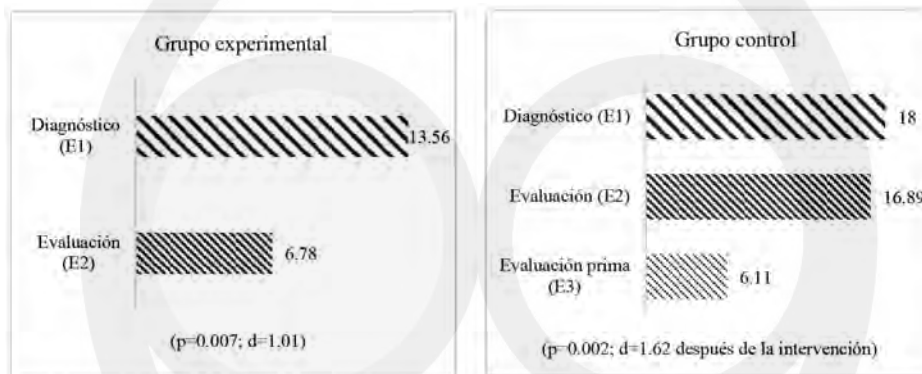 Grupo experimental
Diagnóstico
(E1)
13.56
Evaluación
(E2)
6.78
(p=0.007; d=1.01)
Grupo control
Diagnóstico (E1)
18
Evaluación (E2)
16.89
Evaluación prima
(E3)
6.11
(p=0.002; d=1.62 después de la intervención)